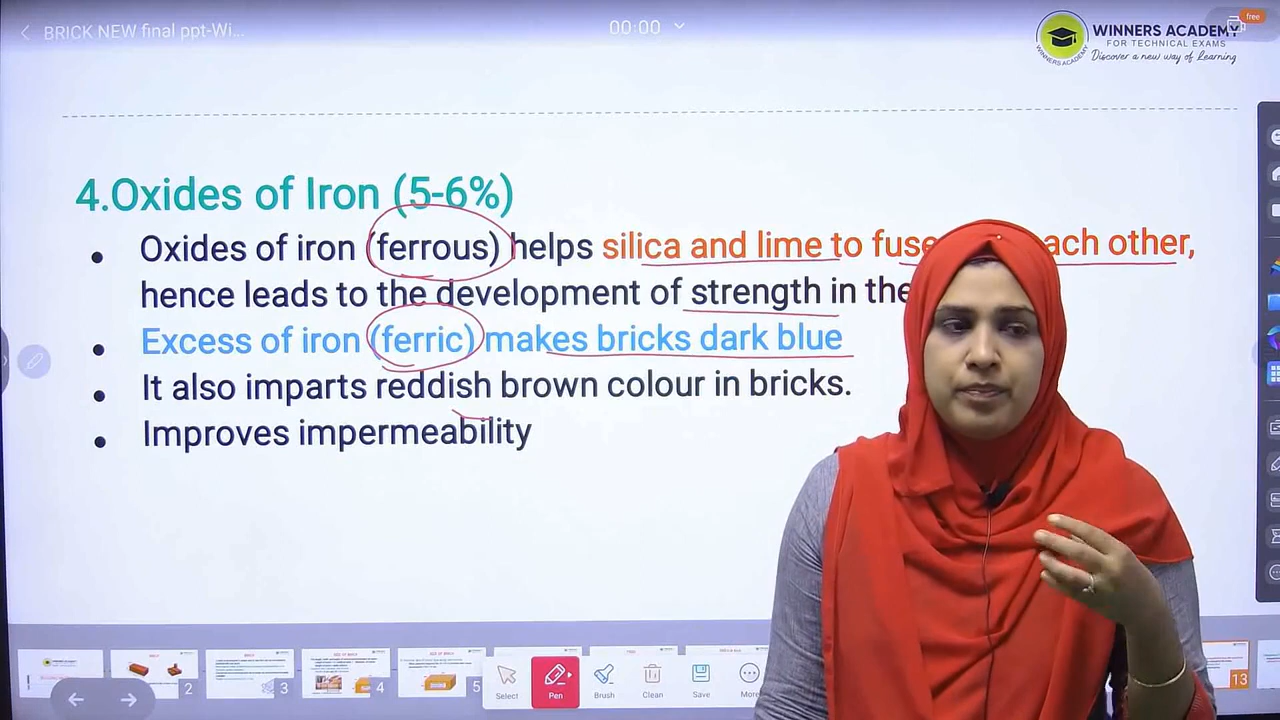 BRICK NEW final ppt-Wi...
00:00
free
WINNERS ACADEMY
FOR TECHNICAL EXAMS
Discover a new way of Learning
4.Oxides of Iron (5-6%)
Oxides of iron (ferrous) helps silica and lime to fuse each other,
hence leads to the development of strength in the
Excess of iron (ferric) makes bricks dark blue
It also imparts reddish brown colour in bricks.
Improves impermeability
2
3
4
5
13
Select
Pen
Brush
Clean
Save
More